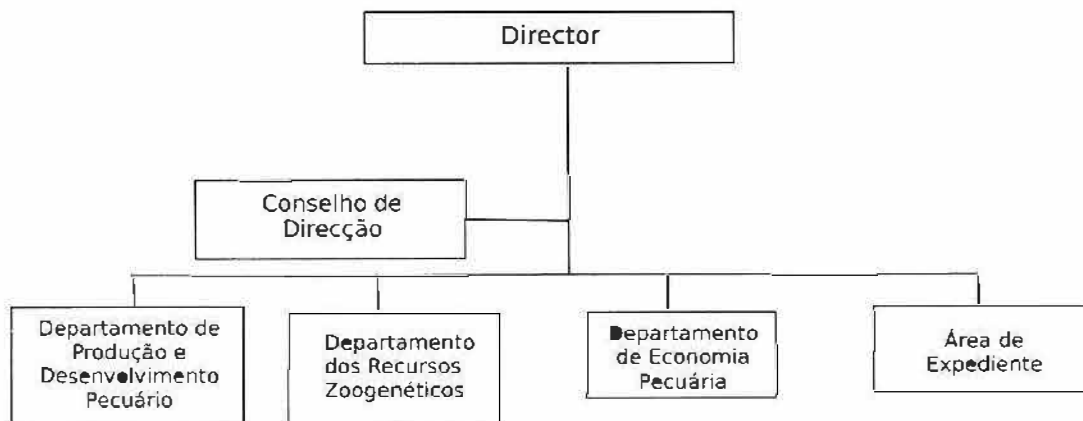 Director
Conselho de
Direcção
Departamento de
Produção e
Desenvolvimento
Pecuário
Departamento
dos Recursos
Zoogenéticos
Departamento
de Economia
Pecuária
Área de
Expediente